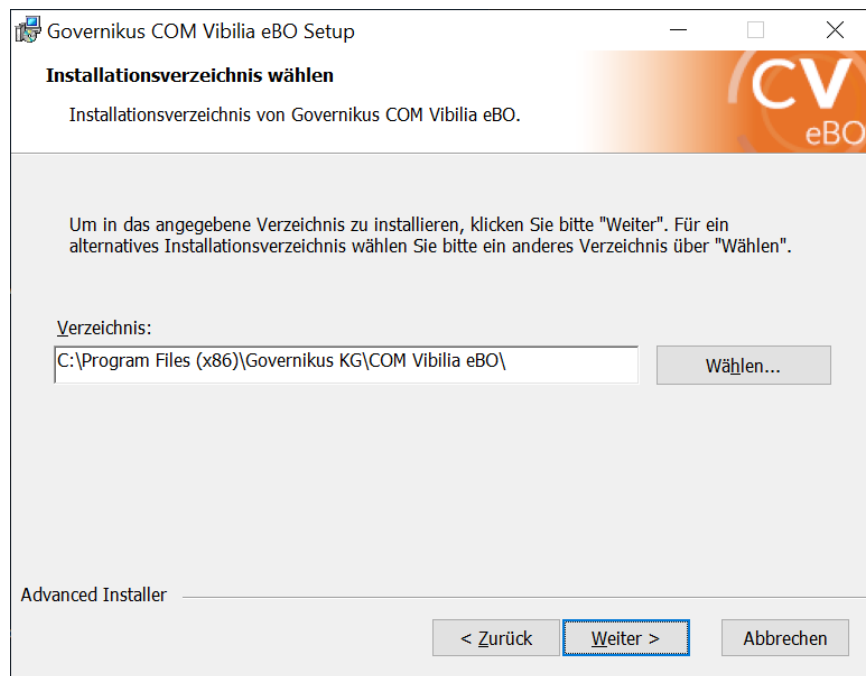 Governikus COM Vibilia eBO Setup
Installationsverzeichnis wählen
Installationsverzeichnis von Governikus COM Vibilia eBO.
CV
eBO
Um in das angegebene Verzeichnis zu installieren, klicken Sie bitte "Weiter". Für ein
alternatives Installationsverzeichnis wählen Sie bitte ein anderes Verzeichnis über "Wählen".
Verzeichnis:
C:\Program Files (x86)\Governikus KG\COM Vibilia eBO\
Wählen...
Advanced Installer
< Zurück
Weiter >
Abbrechen